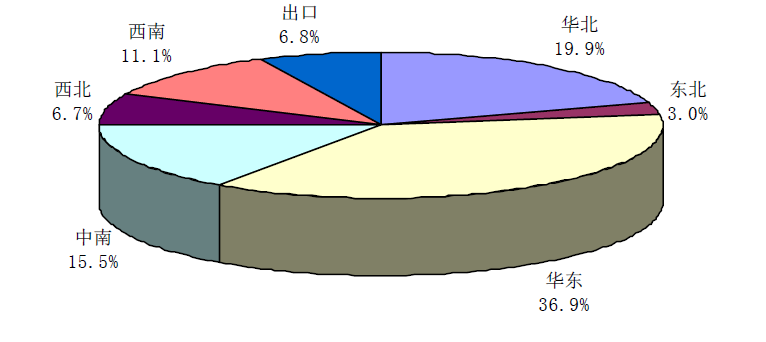 出口
6.8%
华北
19.9%
西南
11.1%
西北
6.7%
东北
3.0%
中南
15.5%
华东
36.9%